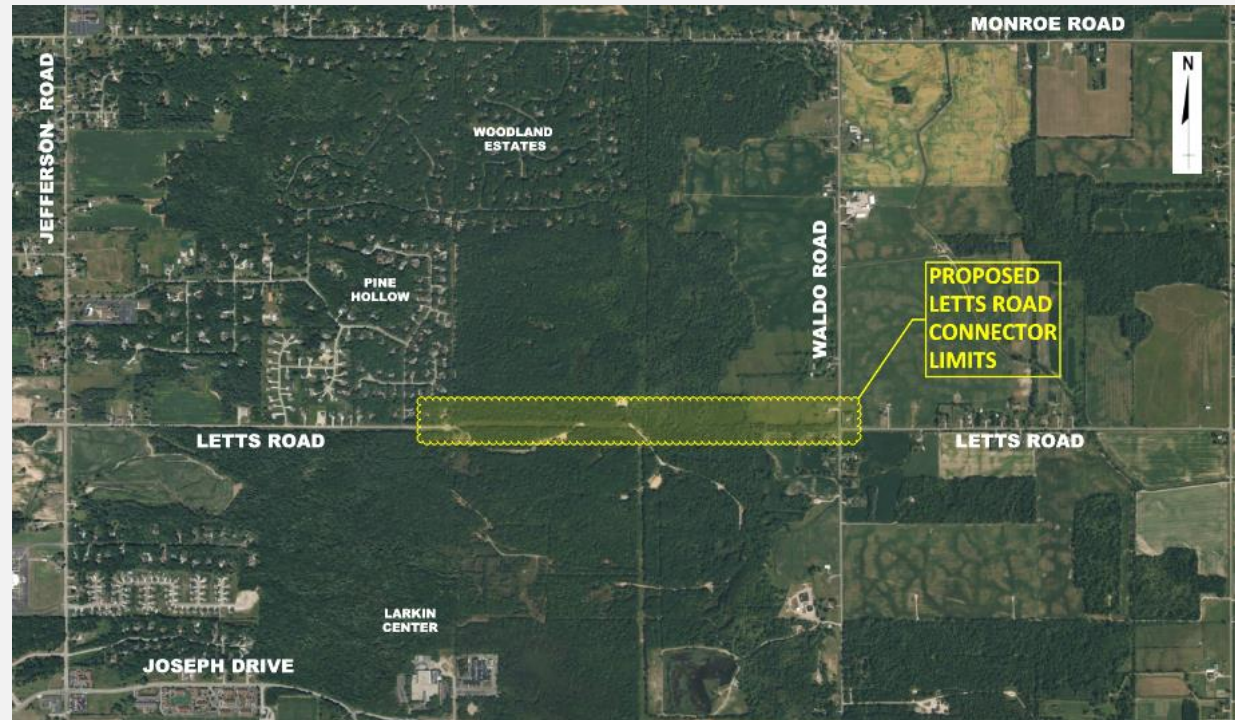 MONROE ROAD
N
JEFFERSON ROAD
WOODLAND
ESTATES
WALDO ROAD
PROPOSED
LETTS ROAD
CONNECTOR
LIMITS
PINE
HOLLOW
LETTS ROAD
LETTS ROAD
LARKIN
CENTER
JOSEPH DRIVE